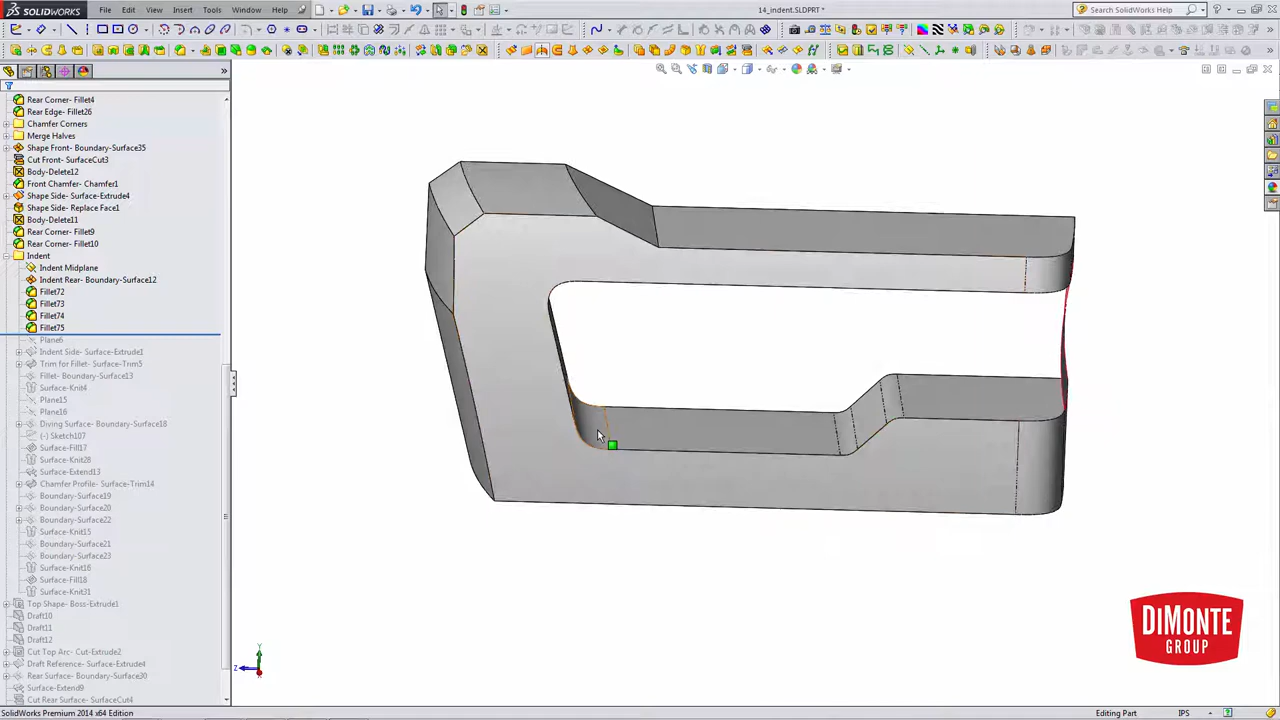 SOLIDWORKS
File Edit View Insert Tools Window Help
14_indent.SLDPRT *
Search SolidWorks Help
Rear Corner- Fillet4
Rear Edge- Fillet26
Chamfer Corners
Merge Halves
Shape Front- Boundary-Surface35
Cut Front- SurfaceCut3
Body-Delete12
Front Chamfer- Chamfer1
Shape Side- Surface-Extrude4
Shape Side- Replace Face1
Body-Delete11
Rear Corner- Fillet9
Rear Corner- Fillet10
Indent
Indent Midplane
Indent Rear- Boundary-Surface12
Fillet72
Fillet73
Fillet74
Fillet75
Plane6
Indent Side- Surface-Extrude1
Trim for Fillet- Surface-Trim5
Fillet- Boundary-Surface13
Surface-Knit4
Plane15
Plane16
Diving Surface- Boundary-Surface18
(-) Sketch107
Surface-Fill17
Surface-Knit28
Surface-Extend13
Chamfer Profile- Surface-Trim14
Boundary-Surface19
Boundary-Surface20
Boundary-Surface22
Surface-Knit15
Boundary-Surface21
Boundary-Surface23
Surface-Knit16
Surface-Fill18
Surface-Knit31
Top Shape- Boss-Extrude1
Draft10
Draft11
Draft12
Cut Top Arc- Cut-Extrude2
Draft Reference- Surface-Extrude4
Rear Surface- Boundary-Surface30
Surface-Extend9
Cut Rear Surface- SurfaceCut4
Y
Z
DIMONTE
GROUP
SolidWorks Premium 2014 x64 Edition
Editing Part
IPS